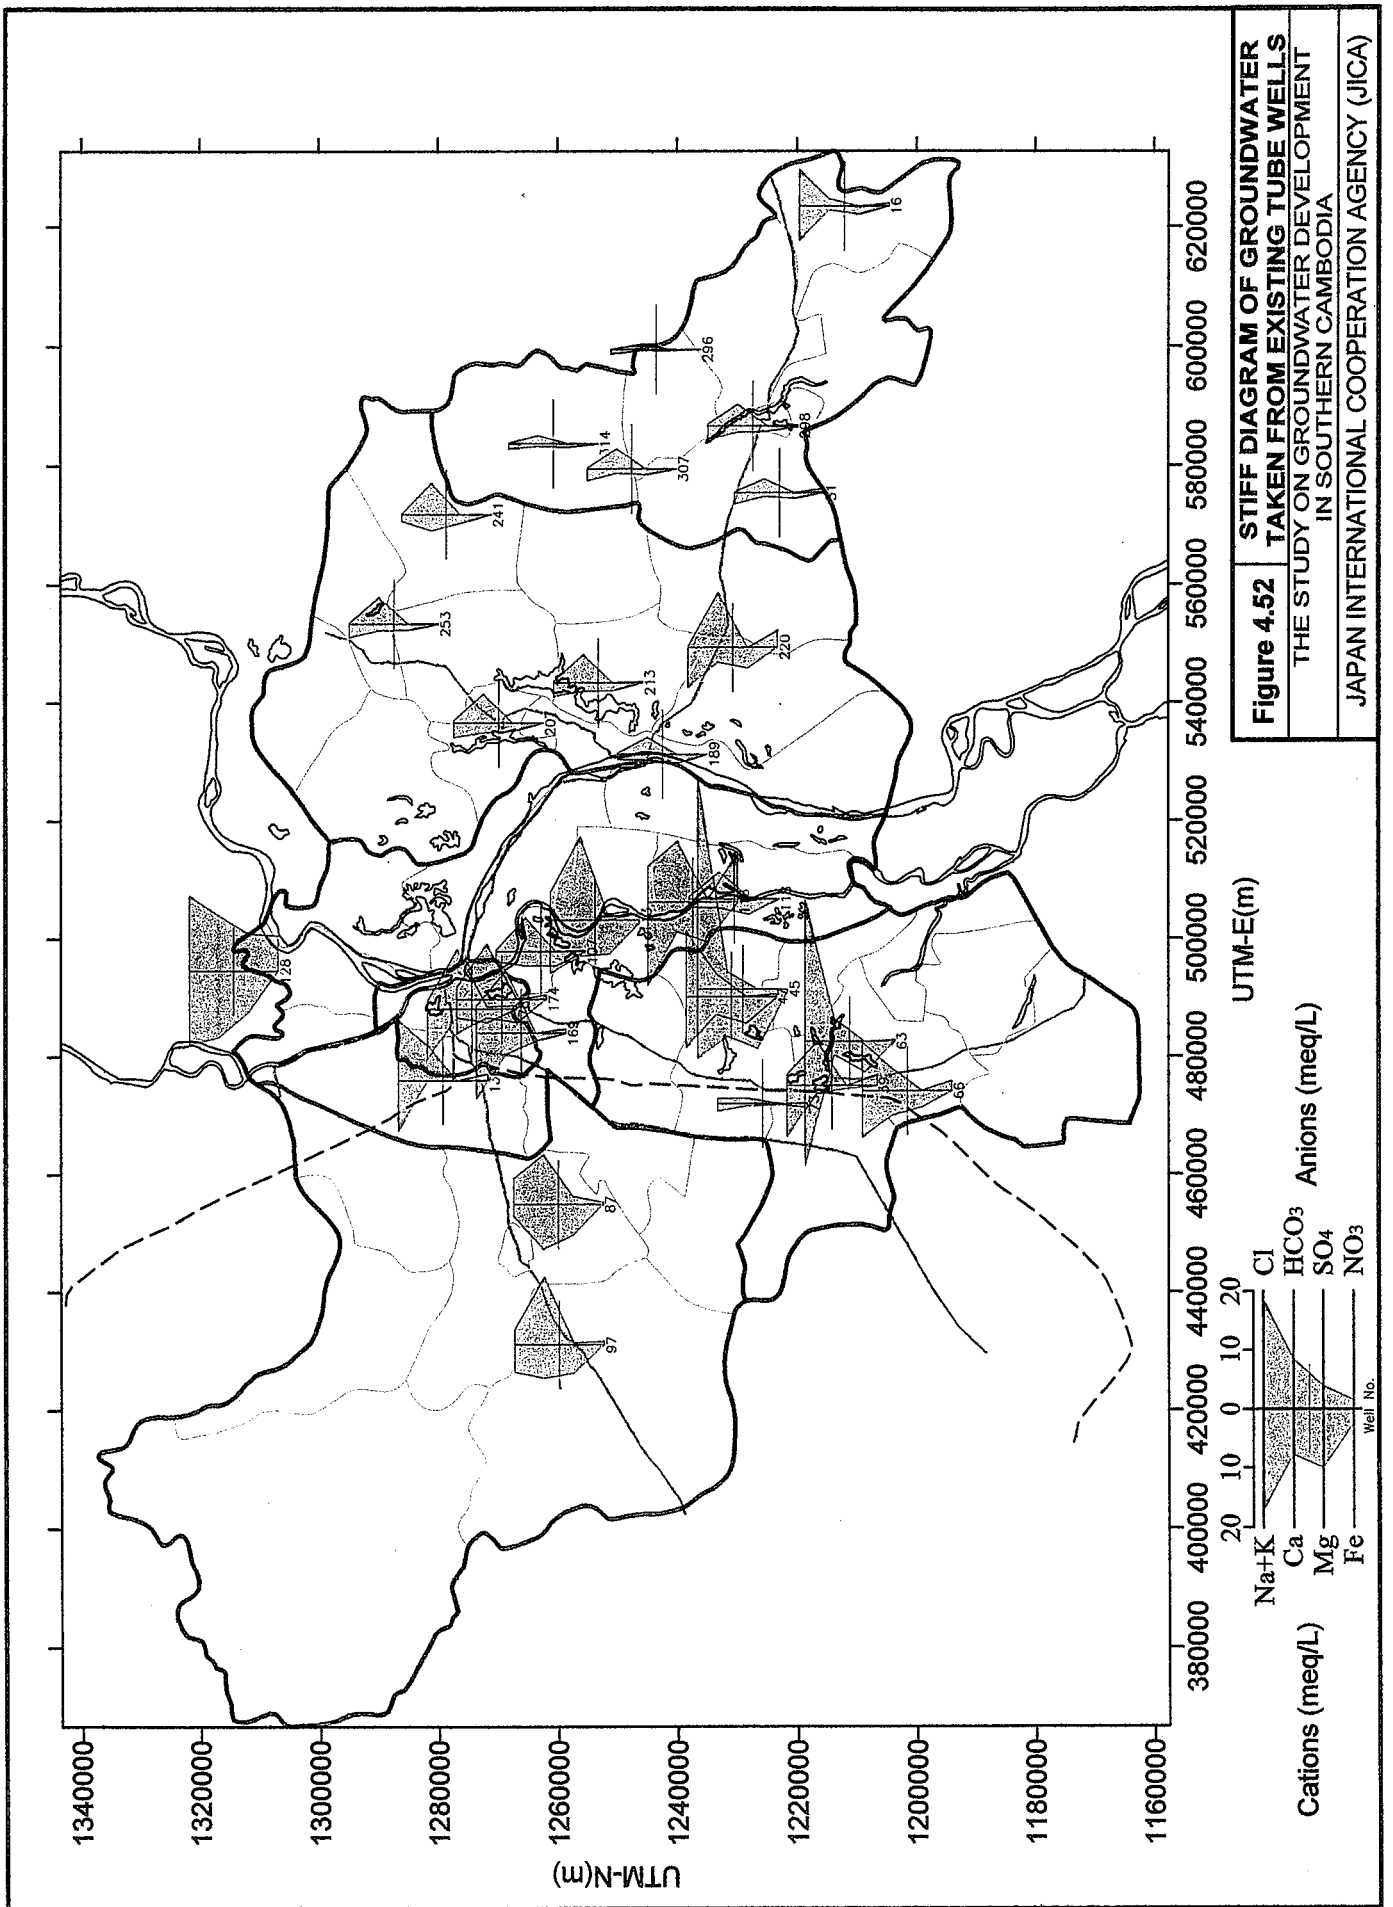 1340000
1320000
1300000
1280000
1260000
1240000
1220000
1200000
1180000
1160000
UTM-N(m)
380000
400000
420000
440000
460000
480000
500000
520000
540000
560000
580000
600000
620000
UTM-E(m)
128
253
241
114
307
296
298
31
16
220
213
189
174
169
87
97
45
63
66
Cations (meq/L)
Anions (meq/L)
20 10 0 10 20
Na+K Cl
Ca HCO3
Mg SO4
Fe NO3
Well No.
Figure 4.52
STIFF DIAGRAM OF GROUNDWATER
TAKEN FROM EXISTING TUBE WELLS
THE STUDY ON GROUNDWATER DEVELOPMENT
IN SOUTHERN CAMBODIA
JAPAN INTERNATIONAL COOPERATION AGENCY (JICA)